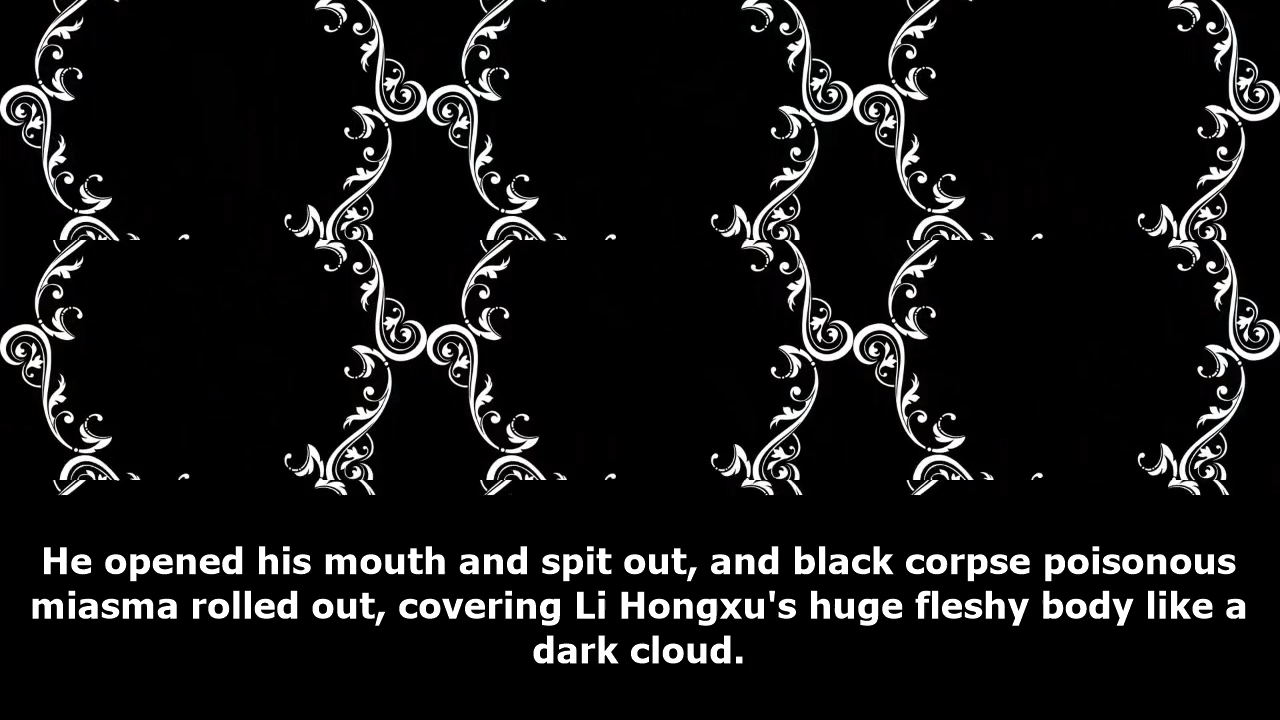 He opened his mouth and spit out, and black corpse poisonous
miasma rolled out, covering Li Hongxu's huge fleshy body like a
dark cloud.